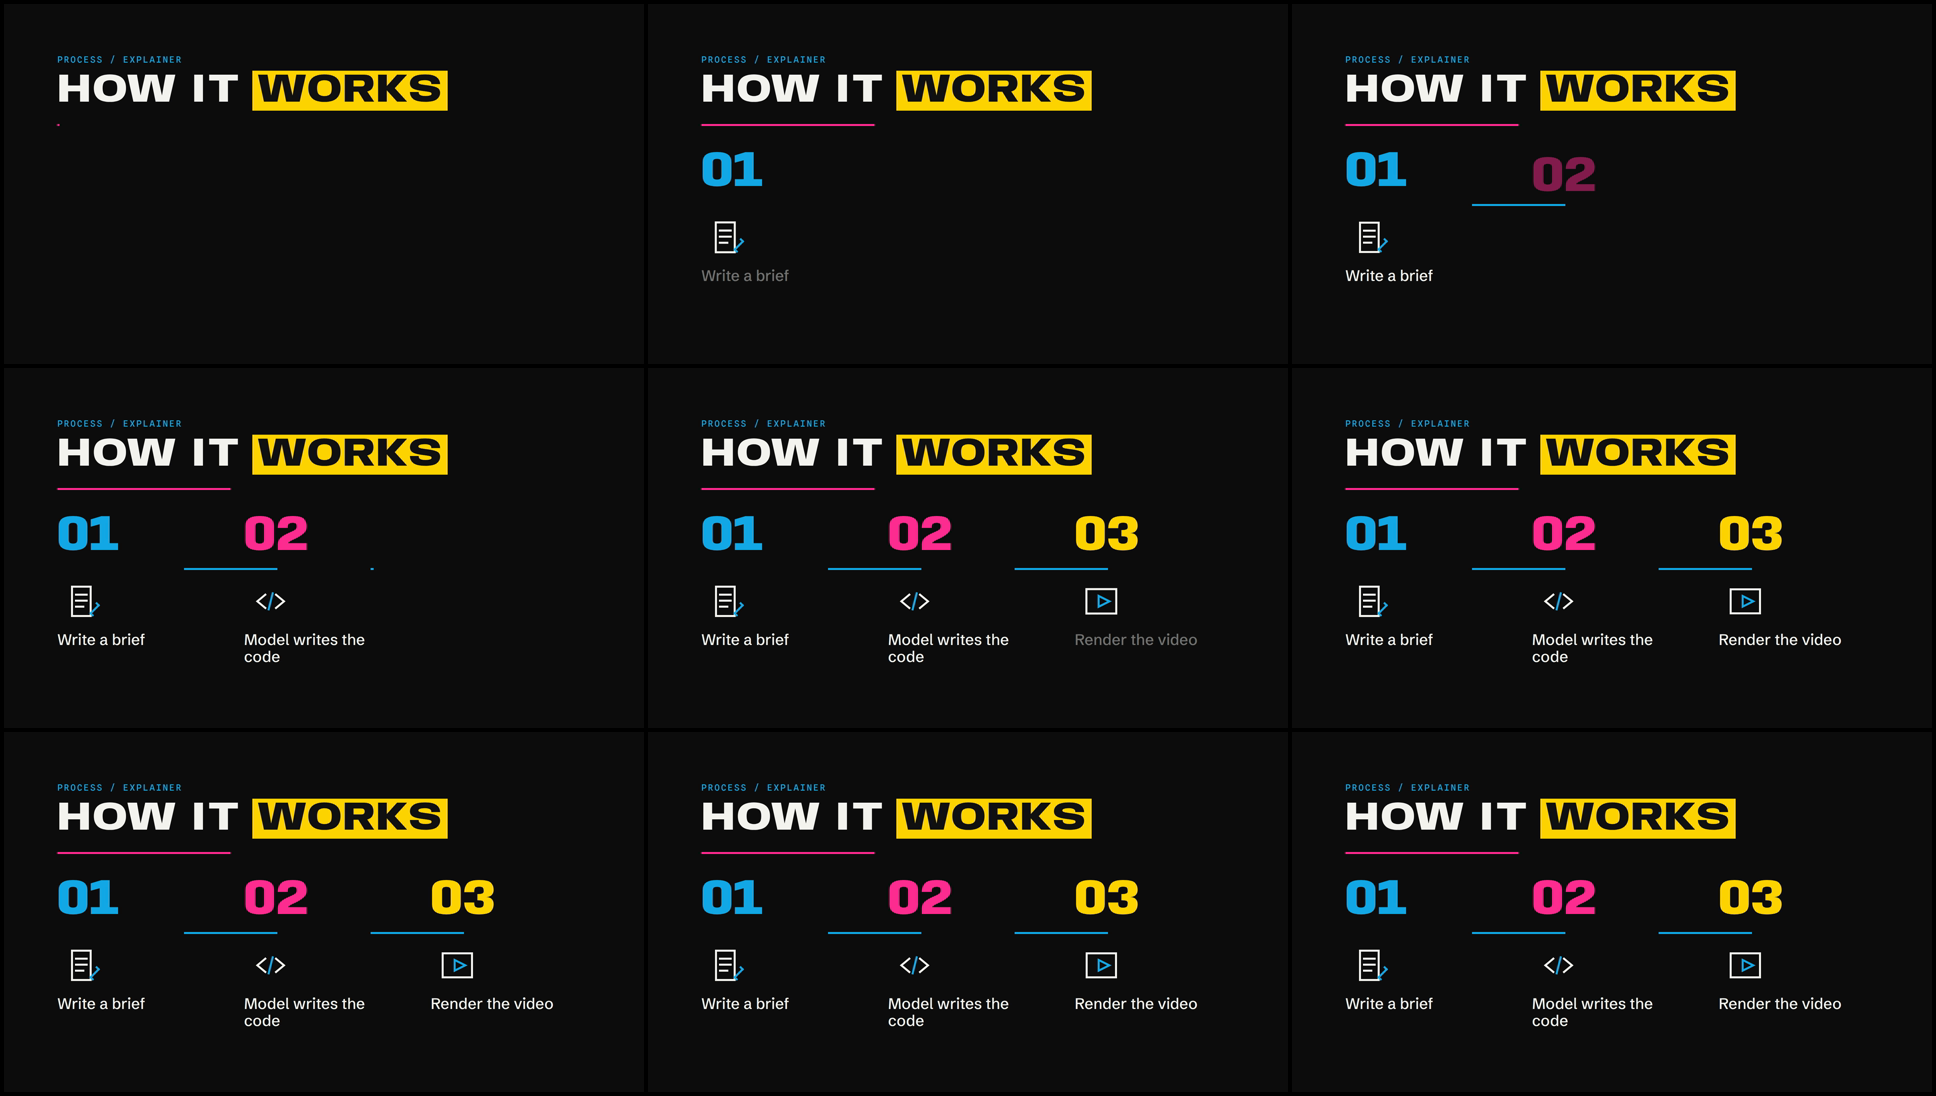 PROCESS / EXPLAINER
HOW IT WORKS
PROCESS / EXPLAINER
HOW IT WORKS
01
Write a brief
PROCESS / EXPLAINER
HOW IT WORKS
01 02
Write a brief
PROCESS / EXPLAINER
HOW IT WORKS
01 02
Write a brief
Model writes the
code
PROCESS / EXPLAINER
HOW IT WORKS
01 02 03
Write a brief
Model writes the
code
Render the video
PROCESS / EXPLAINER
HOW IT WORKS
01 02 03
Write a brief
Model writes the
code
Render the video
PROCESS / EXPLAINER
HOW IT WORKS
01 02 03
Write a brief
Model writes the
code
Render the video
PROCESS / EXPLAINER
HOW IT WORKS
01 02 03
Write a brief
Model writes the
code
Render the video
PROCESS / EXPLAINER
HOW IT WORKS
01 02 03
Write a brief
Model writes the
code
Render the video